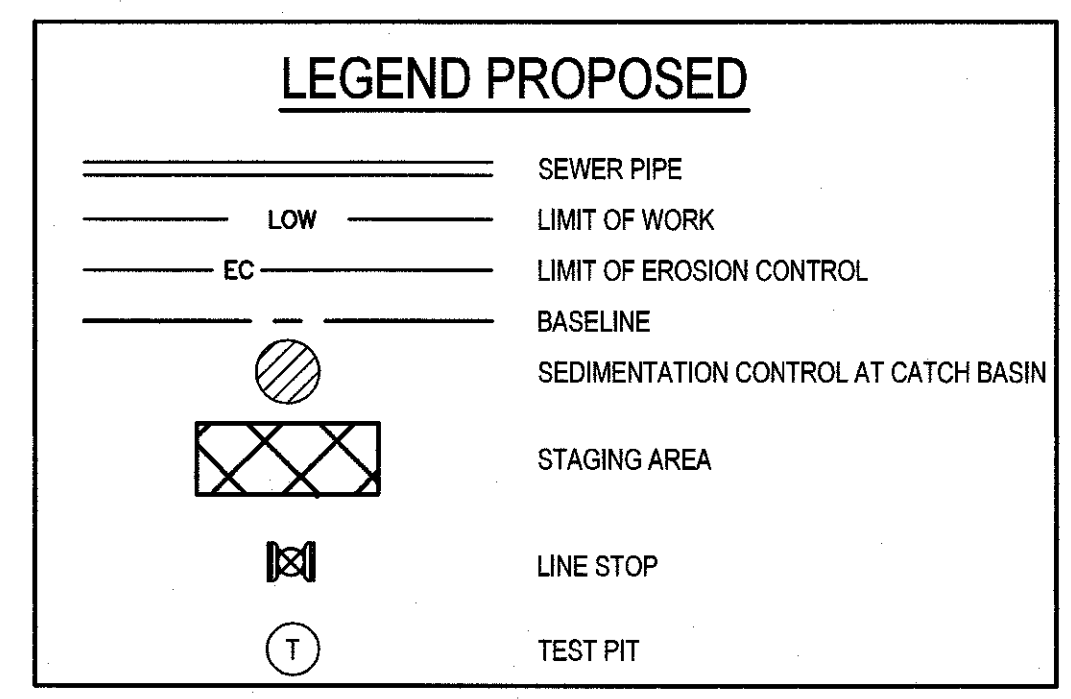 LEGEND PROPOSED
SEWER PIPE
LOW LIMIT OF WORK
EC LIMIT OF EROSION CONTROL
BASELINE
SEDIMENTATION CONTROL AT CATCH BASIN
STAGING AREA
LINE STOP
T TEST PIT